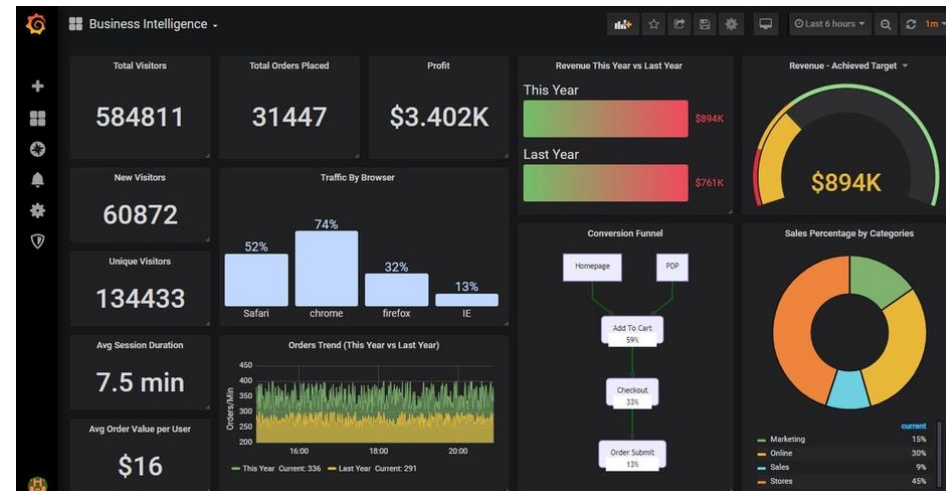 Business Intelligence
Last 6 hours
1m
Total Visitors
584811
Total Orders Placed
31447
Profit
$3.402K
Revenue This Year vs Last Year
This Year
$894K
Last Year
$761K
Revenue - Achieved Target
$894K
New Visitors
60872
Traffic By Browser
52%
74%
32%
13%
Safari
chrome
firefox
IE
Unique Visitors
134433
Conversion Funnel
Homepage
PDP
Add To Cart
59%
Checkout
33%
Order Submit
13%
Sales Percentage by Categories
current
Marketing 15%
Online 30%
Sales 9%
Stores 45%
Avg Session Duration
7.5 min
Orders Trend (This Year vs Last Year)
Orders/Min
450
400
350
300
250
200
16:00
18:00
20:00
This Year Current: 336
Last Year Current: 291
Avg Order Value per User
$16